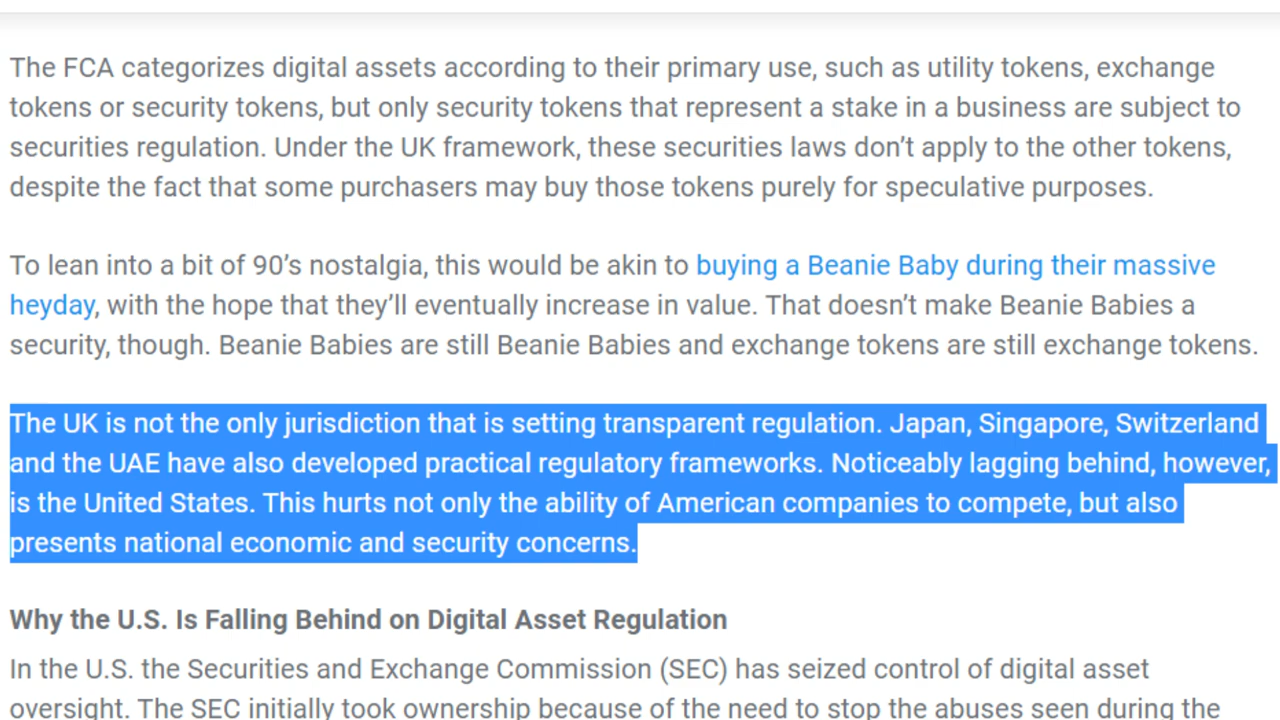 The FCA categorizes digital assets according to their primary use, such as utility tokens, exchange
tokens or security tokens, but only security tokens that represent a stake in a business are subject to
securities regulation. Under the UK framework, these securities laws don’t apply to the other tokens,
despite the fact that some purchasers may buy those tokens purely for speculative purposes.
To lean into a bit of 90’s nostalgia, this would be akin to buying a Beanie Baby during their massive
heyday, with the hope that they’ll eventually increase in value. That doesn’t make Beanie Babies a
security, though. Beanie Babies are still Beanie Babies and exchange tokens are still exchange tokens.
The UK is not the only jurisdiction that is setting transparent regulation. Japan, Singapore, Switzerland
and the UAE have also developed practical regulatory frameworks. Noticeably lagging behind, however,
is the United States. This hurts not only the ability of American companies to compete, but also
presents national economic and security concerns.
Why the U.S. Is Falling Behind on Digital Asset Regulation
In the U.S. the Securities and Exchange Commission (SEC) has seized control of digital asset
oversight. The SEC initially took ownership because of the need to stop the abuses seen during the